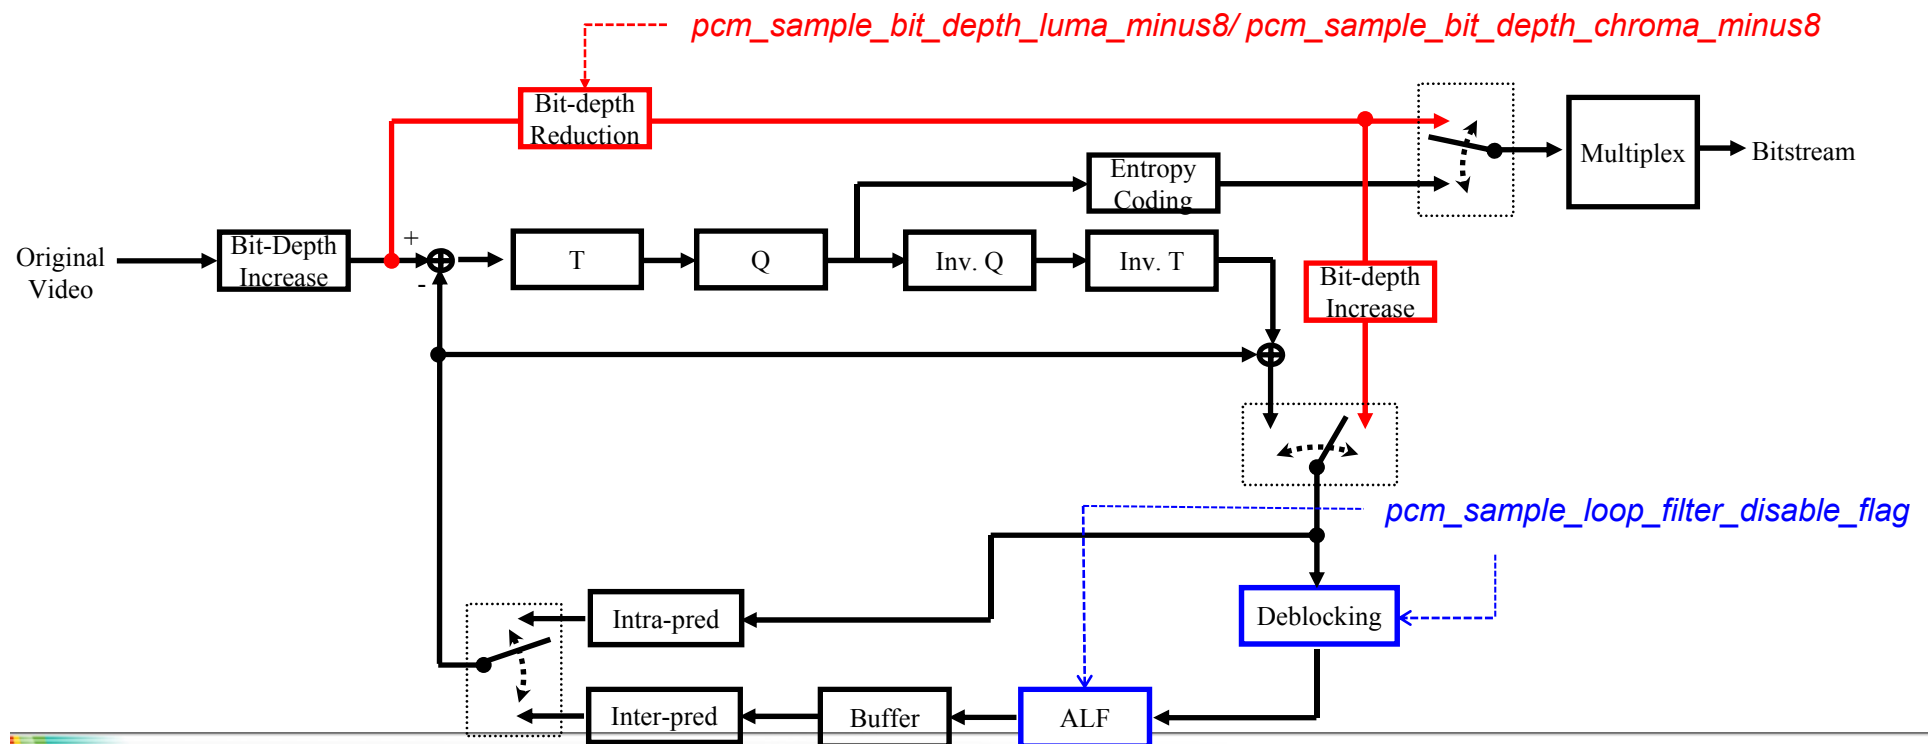 pcm_sample_bit_depth_luma_minus8/ pcm_sample_bit_depth_chroma_minus8
Bit-depth
Reduction
Entropy
Coding
Multiplex
Bitstream
Original
Video
Bit-Depth
Increase
+
-
T
Q
Inv. Q
Inv. T
Bit-depth
Increase
pcm_sample_loop_filter_disable_flag
Intra-pred
Deblocking
Inter-pred
Buffer
ALF